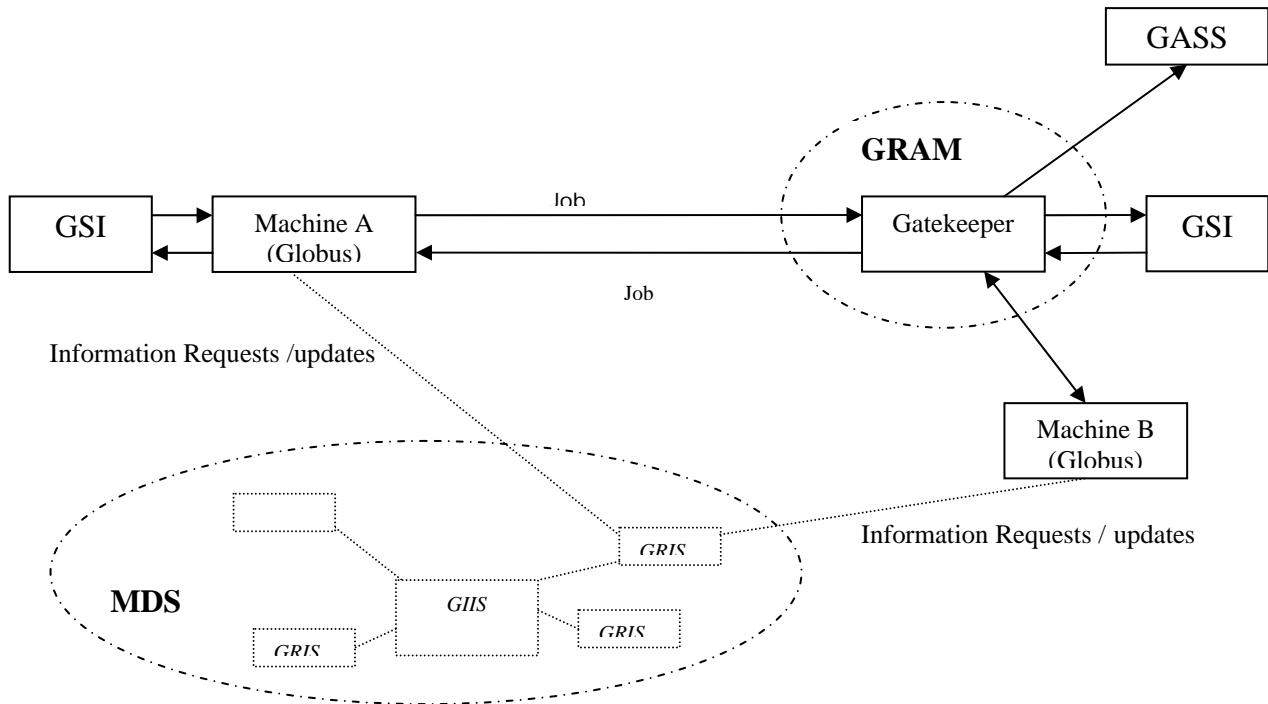 GASS
GRAM
Job
GSI
Machine A
(Globus)
Gatekeeper
GSI
Job
Information Requests /updates
Machine B
(Globus)
Information Requests / updates
GRIS
MDS
GIIS
GRIS
GRIS